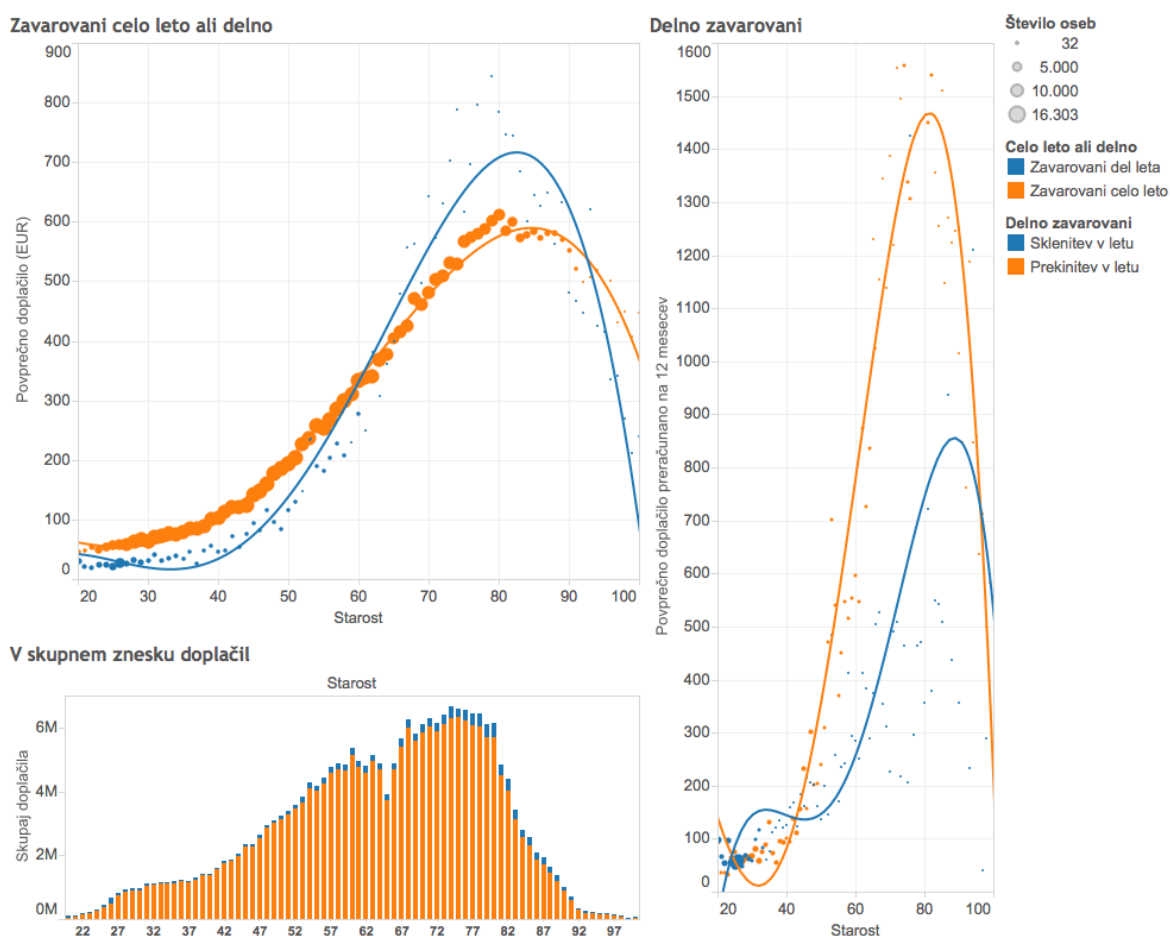 Zavarovani celo leto ali delno
900
800
700
600
500
400
300
200
100
0
Povprečno doplačilo (EUR)
20 30 40 50 60 70 80 90 100
Starost
V skupnem znesku doplačil
Starost
6M
4M
2M
0M
Skupaj doplačila
22 27 32 37 42 47 52 57 62 67 72 77 82 87 92 97
Delno zavarovani
1600
1500
1400
1300
1200
1100
1000
900
800
700
600
500
400
300
200
100
0
Povprečno doplačilo preračunano na 12 mesecev
20 40 60 80 100
Starost
Število oseb
32
5.000
10.000
16.303
Celo leto ali delno
Zavarovani del leta
Zavarovani celo leto
Delno zavarovani
Sklenitev v letu
Prekinitev v letu